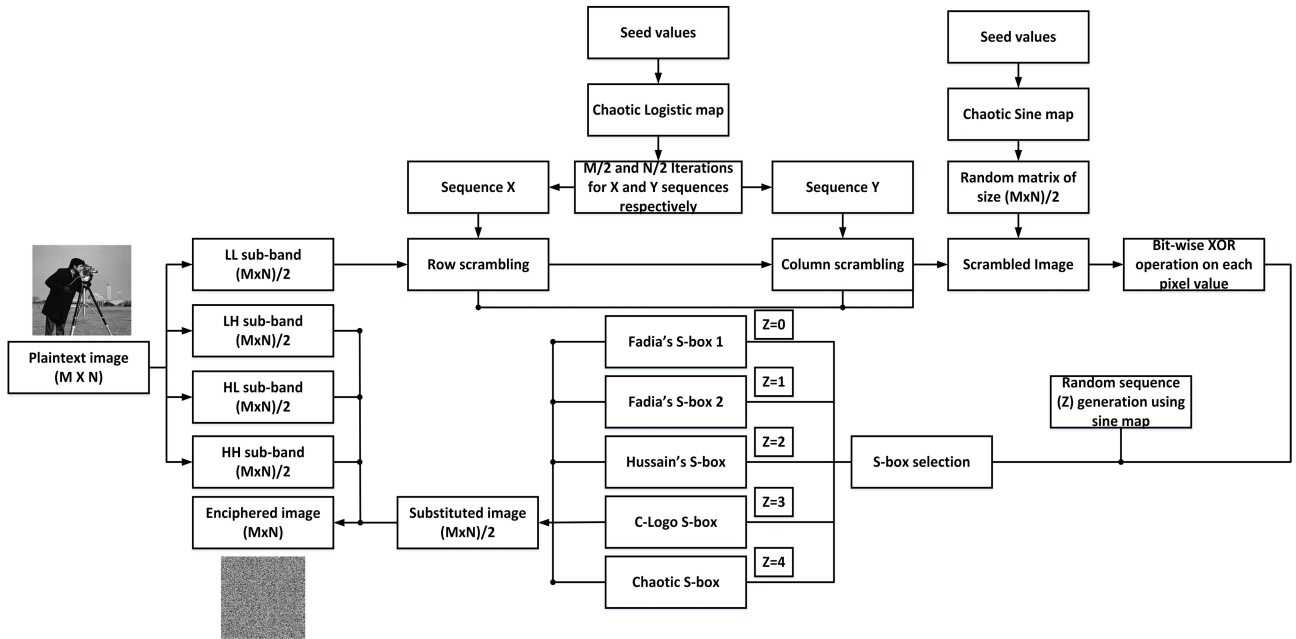 Seed values
Seed values
Chaotic Logistic map
Chaotic Sine map
Sequence X
M/2 and N/2 Iterations
for X and Y sequences
respectively
Sequence Y
Random matrix of
size (MxN)/2
LL sub-band
(MxN)/2
Row scrambling
Column scrambling
Scrambled Image
Bit-wise XOR
operation on each
pixel value
Plaintext image
(M X N)
LH sub-band
(MxN)/2
HL sub-band
(MxN)/2
HH sub-band
(MxN)/2
Fadia's S-box 1
Z=0
Fadia's S-box 2
Z=1
Hussain's S-box
Z=2
C-Logo S-box
Z=3
Chaotic S-box
Z=4
S-box selection
Random sequence
(Z) generation using
sine map
Enciphered image
(MxN)
Substituted image
(MxN)/2